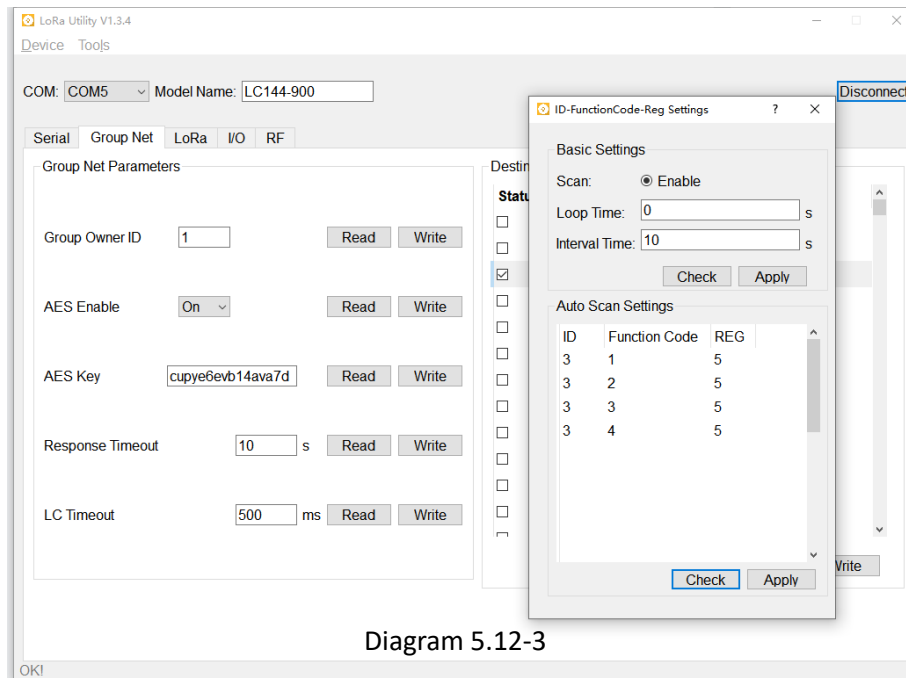 LoRa Utility V1.3.4
Device Tools
COM: COM5 Model Name: LC144-900 Disconnect
Serial Group Net LoRa I/O RF
Group Net Parameters
Group Owner ID 1 Read Write
AES Enable On Read Write
AES Key cupye6evb14ava7d Read Write
Response Timeout 10 s Read Write
LC Timeout 500 ms Read Write
Destin
Statu
Write
ID-FunctionCode-Reg Settings ?
Basic Settings
Scan: Enable
Loop Time: 0 s
Interval Time: 10 s
Check Apply
Auto Scan Settings
ID Function Code REG
3 1 5
3 2 5
3 3 5
3 4 5
Check Apply
Diagram 5.12-3
OK!